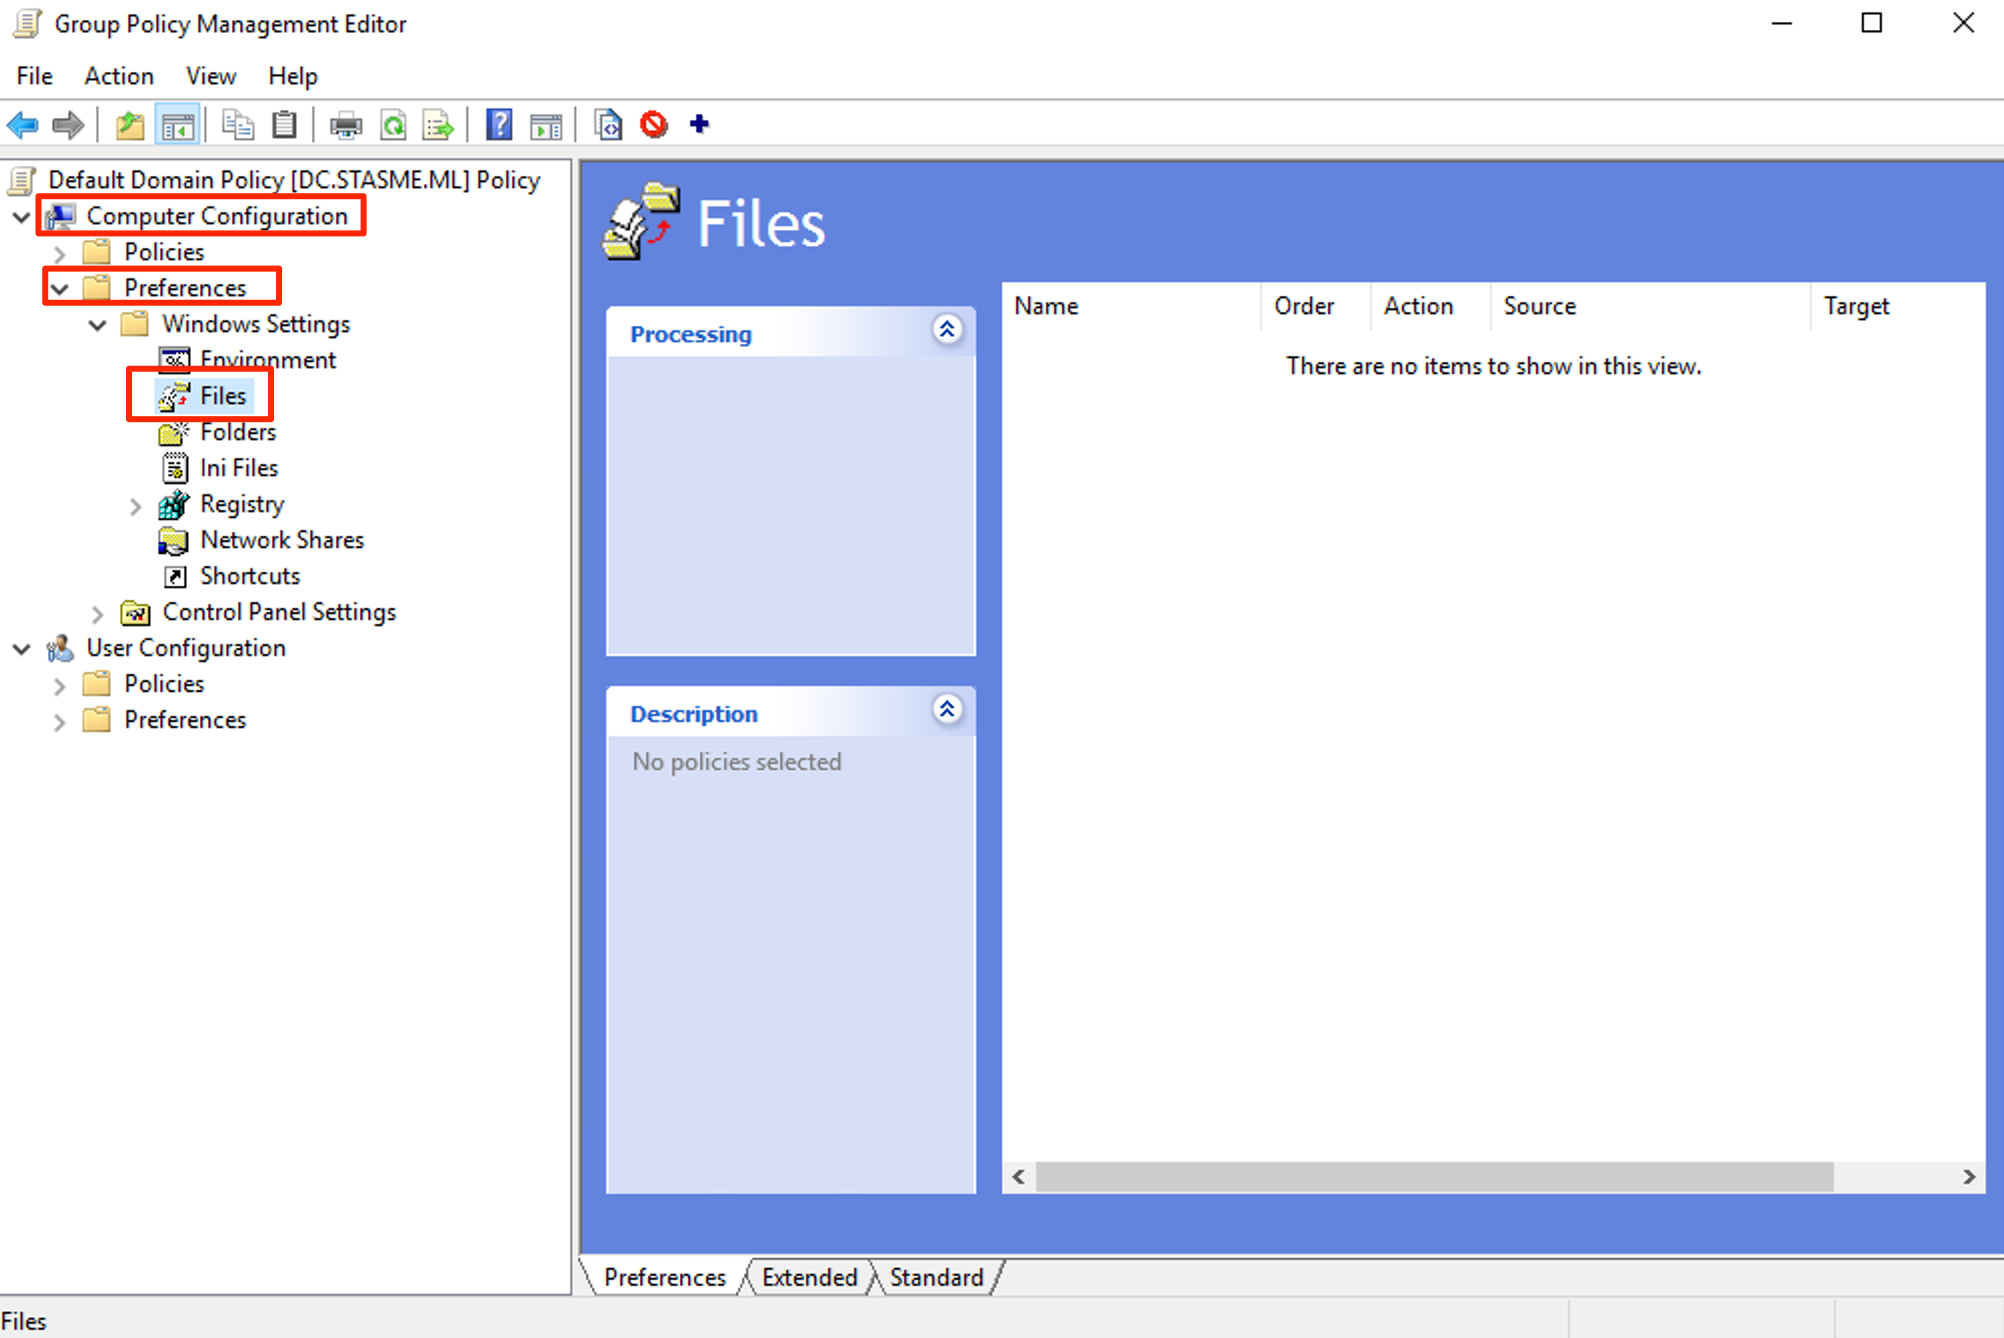 Group Policy Management Editor
File Action View Help
Default Domain Policy [DC.STASME.ML] Policy
Computer Configuration
Policies
Preferences
Windows Settings
Environment
Files
Folders
Ini Files
Registry
Network Shares
Shortcuts
Control Panel Settings
User Configuration
Policies
Preferences
Files
Processing
Description
No policies selected
Name Order Action Source Target
There are no items to show in this view.
Preferences Extended Standard
Files